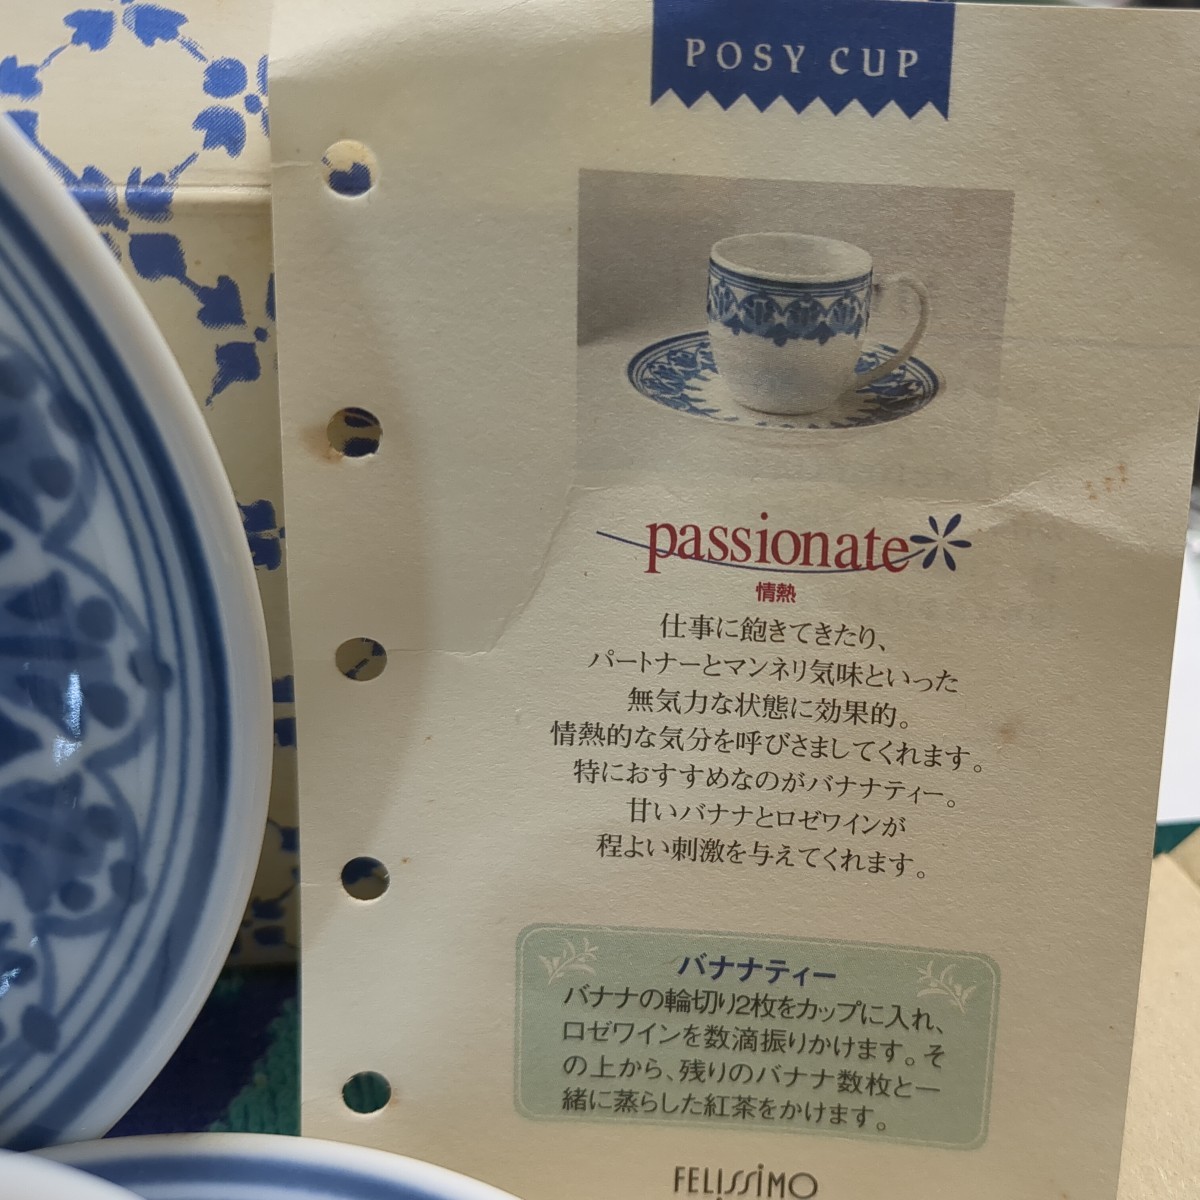 POSY CUP
passionate
情熱
仕事に飽きてきたり、
パートナーとマンネリ気味といった
無気力な状態に効果的。
情熱的な気分を呼びさましてくれます。
特におすすめなのがバナナティー。
甘いバナナとロゼワインが
程よい刺激を与えてくれます。
バナナティー
バナナの輪切り2枚をカップに入れ、
ロゼワインを数滴振りかけます。そ
の上から、残りのバナナ数枚と一
緒に蒸らした紅茶をかけます。
FELISSIMO